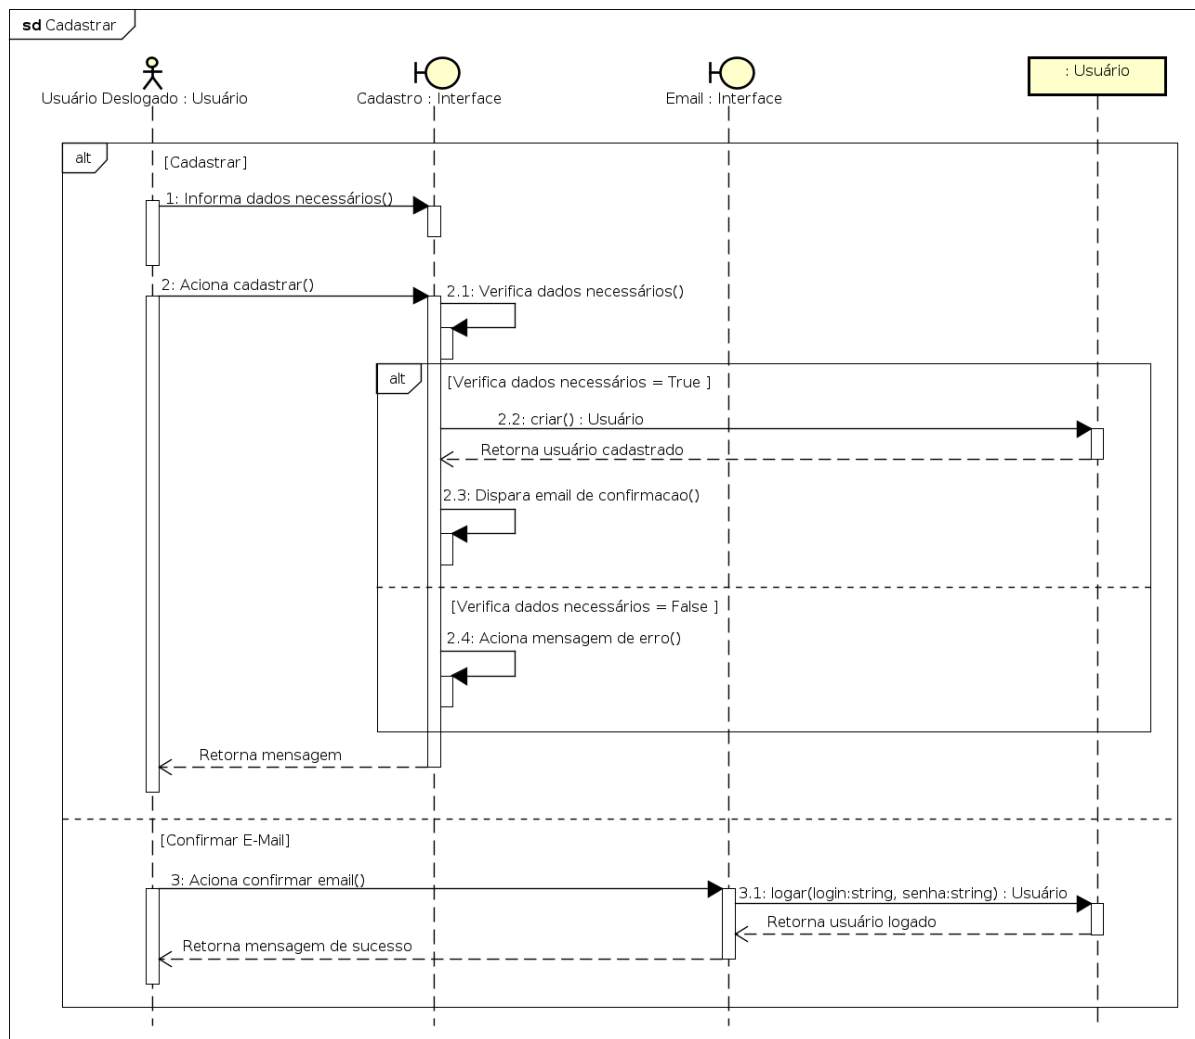 sd Cadastrar
Usuário Deslogado : Usuário
Cadastro : Interface
Email : Interface
: Usuário
alt
[Cadastrar]
1: Informa dados necessários()
2: Aciona cadastrar()
2.1: Verifica dados necessários()
alt
[Verifica dados necessários = True ]
2.2: criar() : Usuário
Retorna usuário cadastrado
2.3: Dispara email de confirmacao()
[Verifica dados necessários = False ]
2.4: Aciona mensagem de erro()
Retorna mensagem
[Confirmar E-Mail]
3: Aciona confirmar email()
3.1: logar(login:string, senha:string) : Usuário
Retorna usuário logado
Retorna mensagem de sucesso